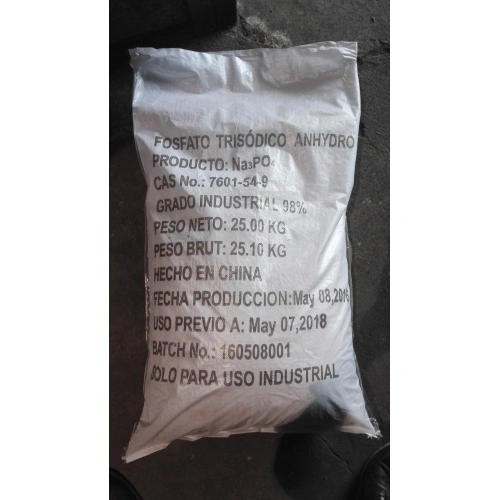 FOSFATO TRISÓDICO ANHYDRO
PRODUCTO: Na₃PO₄
CAS No.: 7601-54-9
GRADO INDUSTRIAL 98%
PESO NETO: 25.00 KG
PESO BRUT: 25.10 KG
HECHO EN CHINA
FECHA PRODUCCION:May 08,2016
USO PREVIO A: May 07,2018
BATCH No.: 160508001
SOLO PARA USO INDUSTRIAL